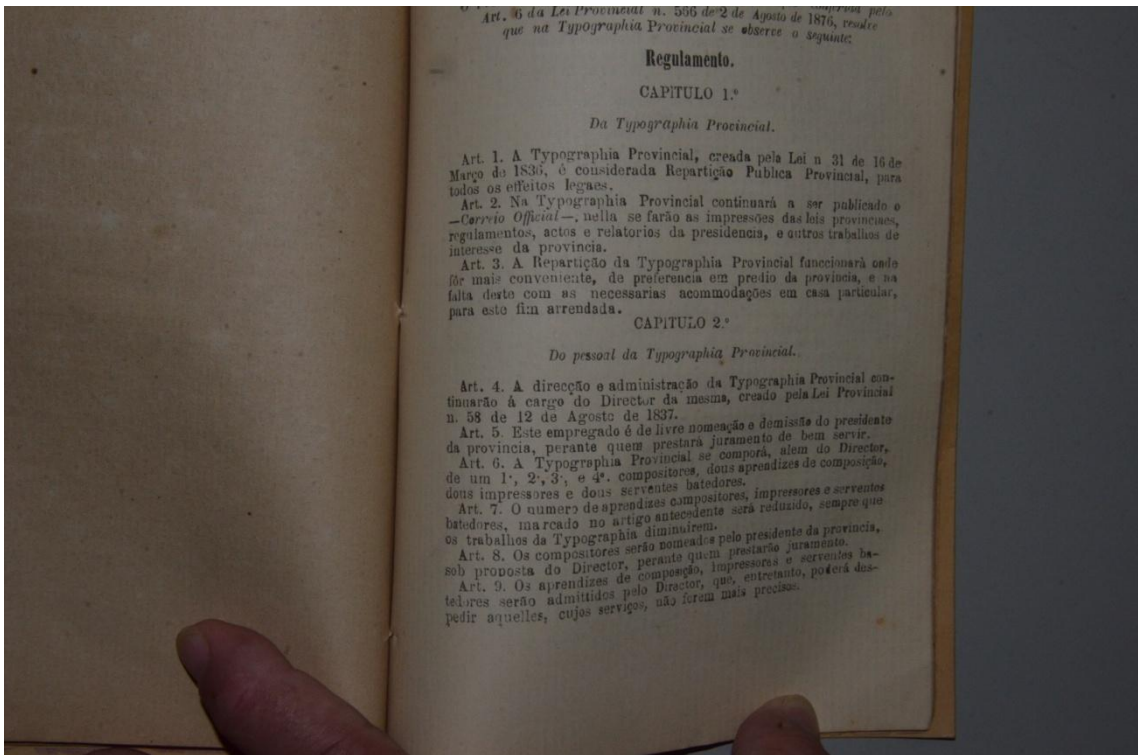 Art. 6 da Lei Provincial n. 566 de 2 de Agosto de 1876, resolve
que na Typographia Provincial se observe o seguinte:
Regulamento.
CAPITULO 1.º
Da Typographia Provincial.
Art. 1. A Typographia Provincial, creada pela Lei n 31 de 16 de
Março de 1836, é considerada Repartição Publica Provincial, para
todos os effeitos legaes.
Art. 2. Na Typographia Provincial continuará a ser publicado o
—Correio Official—, nella se farão as impressões das leis provinciaes,
regulamentos, actos e relatorios da presidencia, e outros trabalhos de
interesse da provincia.
Art. 3. A Repartição da Typographia Provincial funccionará onde
fôr mais conveniente, de preferencia em predio da provincia, e na
falta deste com as necessarias acommodações em casa particular,
para este fim arrendada.
CAPITULO 2.º
Do pessoal da Typographia Provincial.
Art. 4. A direcção e administração da Typographia Provincial con-
tinuarão á cargo do Director da mesma, creado pela Lei Provincial
n. 58 de 12 de Agosto de 1837.
Art. 5. Este empregado é de livre nomeação e demissão do presidente
da provincia, perante quem prestará juramento de bem servir.
Art. 6. A Typographia Provincial se comporá, alem do Director,
de um 1º, 2º, 3º, e 4º. compositores, dous aprendizes de composição,
dous impressores e dous serventes batedores.
Art. 7. O numero de aprendizes compositores, impressores e serventes
batedores, marcado no artigo antecedente será reduzido, sempre que
os trabalhos da Typographia diminuirem.
Art. 8. Os compositores serão nomeados pelo presidente da provincia,
sob proposta do Director, perante quem prestarão juramento.
Art. 9. Os aprendizes de composição, impressores e serventes ba-
tedores serão admittidos pelo Director, que, entretanto, poderá des-
pedir aquelles, cujos serviços, não forem mais precisos.